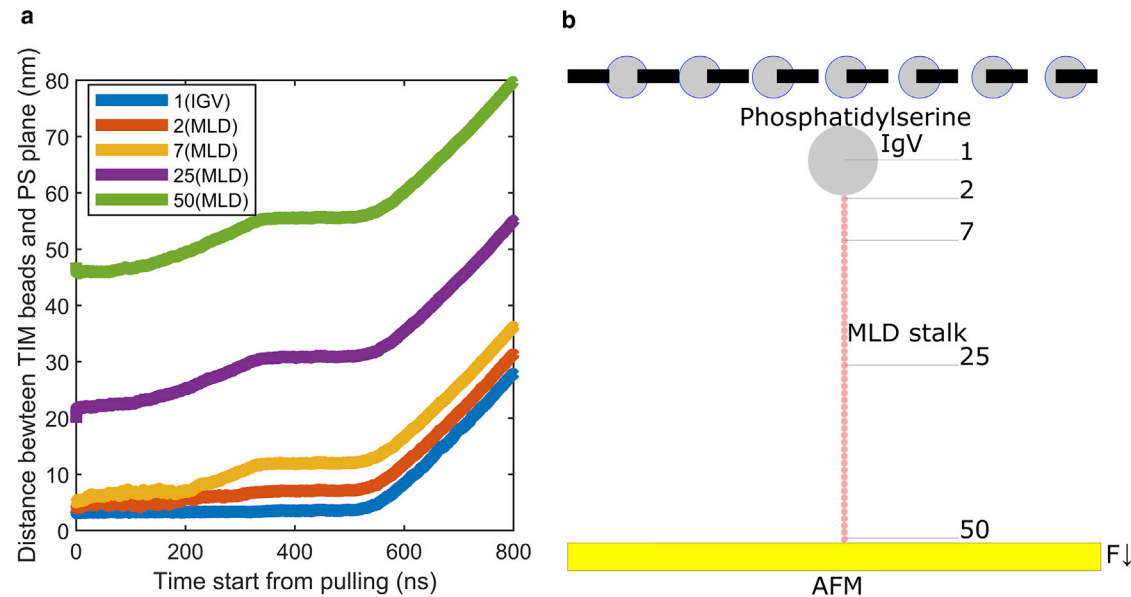 a
Distance bewteen TIM beads and PS plane (nm)
80
70
60
50
40
30
20
10
0
1(IGV)
2(MLD)
7(MLD)
25(MLD)
50(MLD)
0
200
400
600
800
Time start from pulling (ns)
b
Phosphatidylserine
IgV
1
2
7
MLD stalk
25
50
F↓
AFM